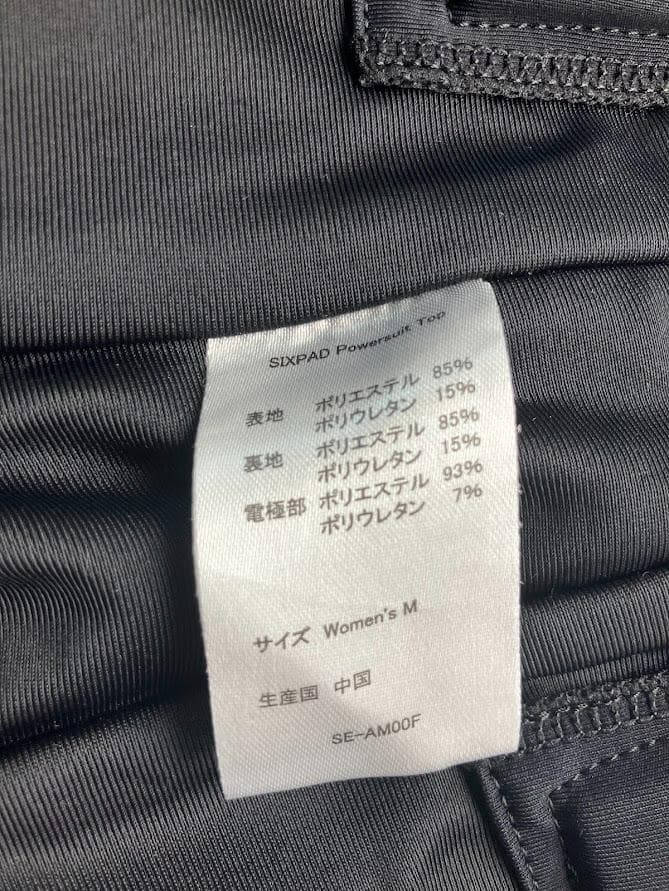 SIXPAD Powersuit Top
表地 ポリエステル 85%
ポリウレタン 15%
裏地 ポリエステル 85%
ポリウレタン 15%
電極部 ポリエステル 93%
ポリウレタン 7%
サイズ Women's M
生産国 中国
SE-AM00F